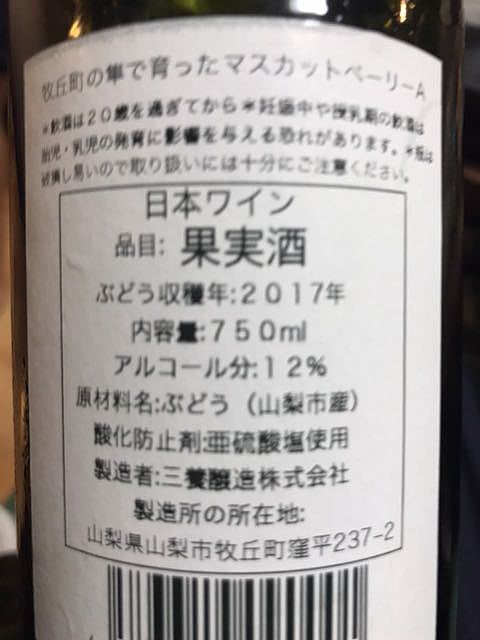 牧丘町の隼で育ったマスカットベーリーA
*飲酒は20歳を過ぎてから*妊娠中や授乳期の飲酒は
胎児・乳児の発育に影響を与える恐れがあります。*瓶は
破損し易いので取り扱いには十分にご注意ください。
日本ワイン
品目: 果実酒
ぶどう収穫年:2017年
内容量:750ml
アルコール分:12%
原材料名:ぶどう(山梨市産)
酸化防止剤:亜硫酸塩使用
製造者:三養醸造株式会社
製造所の所在地:
山梨県山梨市牧丘町窪平237-2